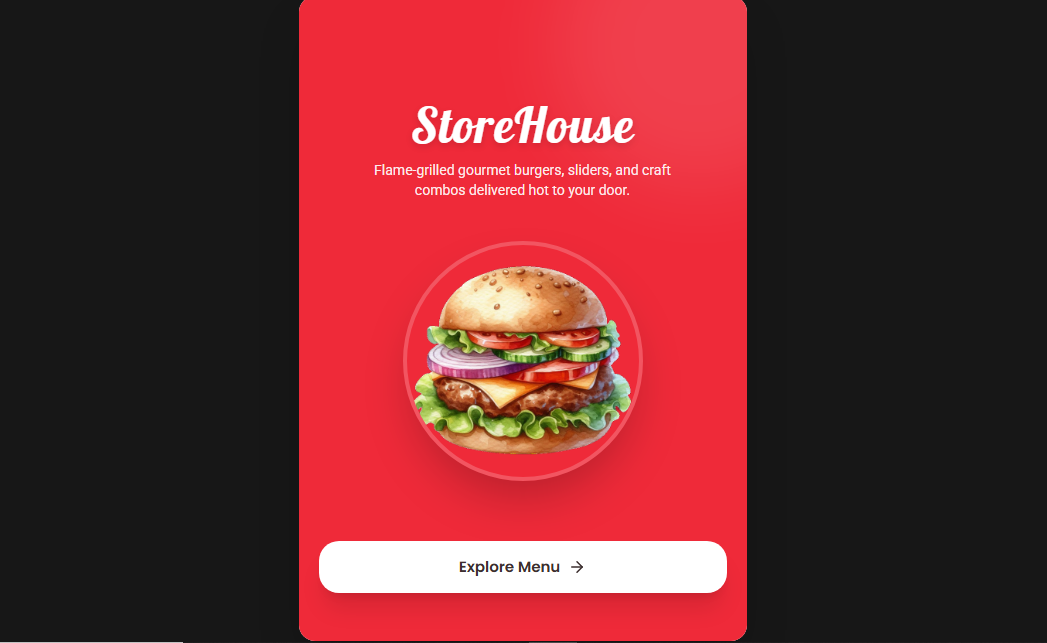 StoreHouse
Flame-grilled gourmet burgers, sliders, and craft
combos delivered hot to your door.
Explore Menu